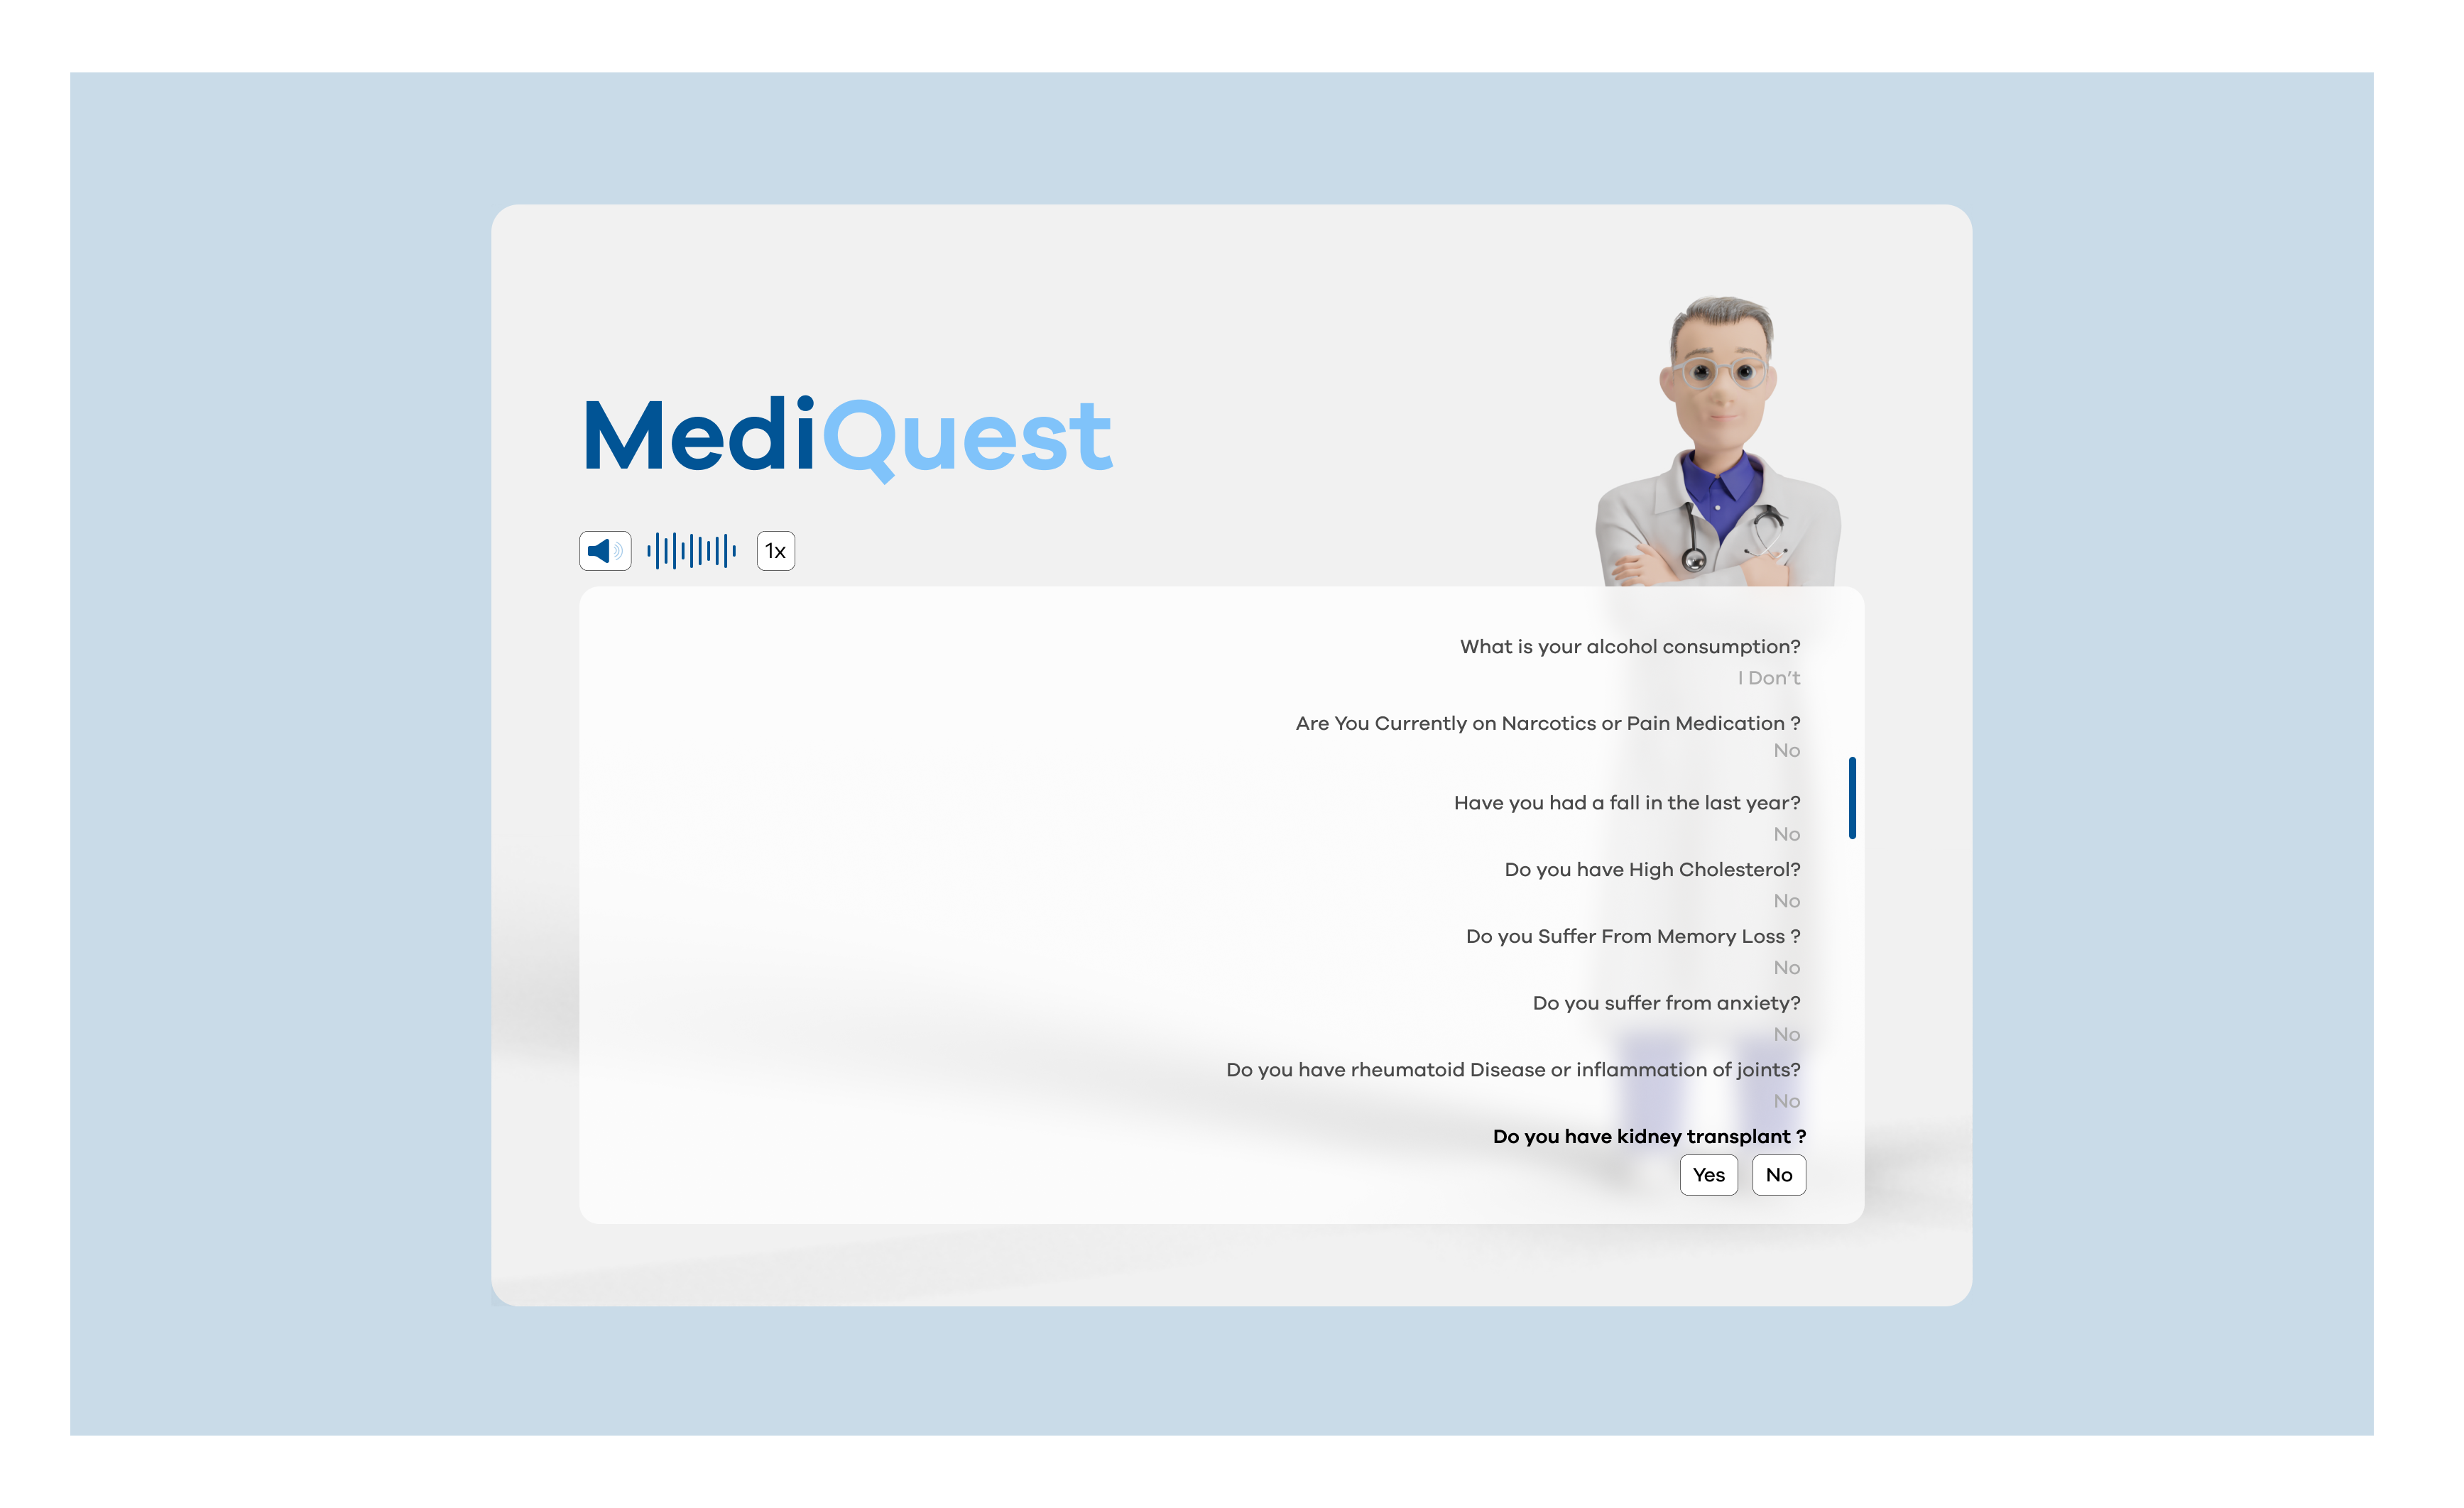 MediQuest
1x
What is your alcohol consumption?
I Don’t
Are You Currently on Narcotics or Pain Medication ?
No
Have you had a fall in the last year?
No
Do you have High Cholesterol?
No
Do you Suffer From Memory Loss ?
No
Do you suffer from anxiety?
No
Do you have rheumatoid Disease or inflammation of joints?
No
Do you have kidney transplant ?
Yes No